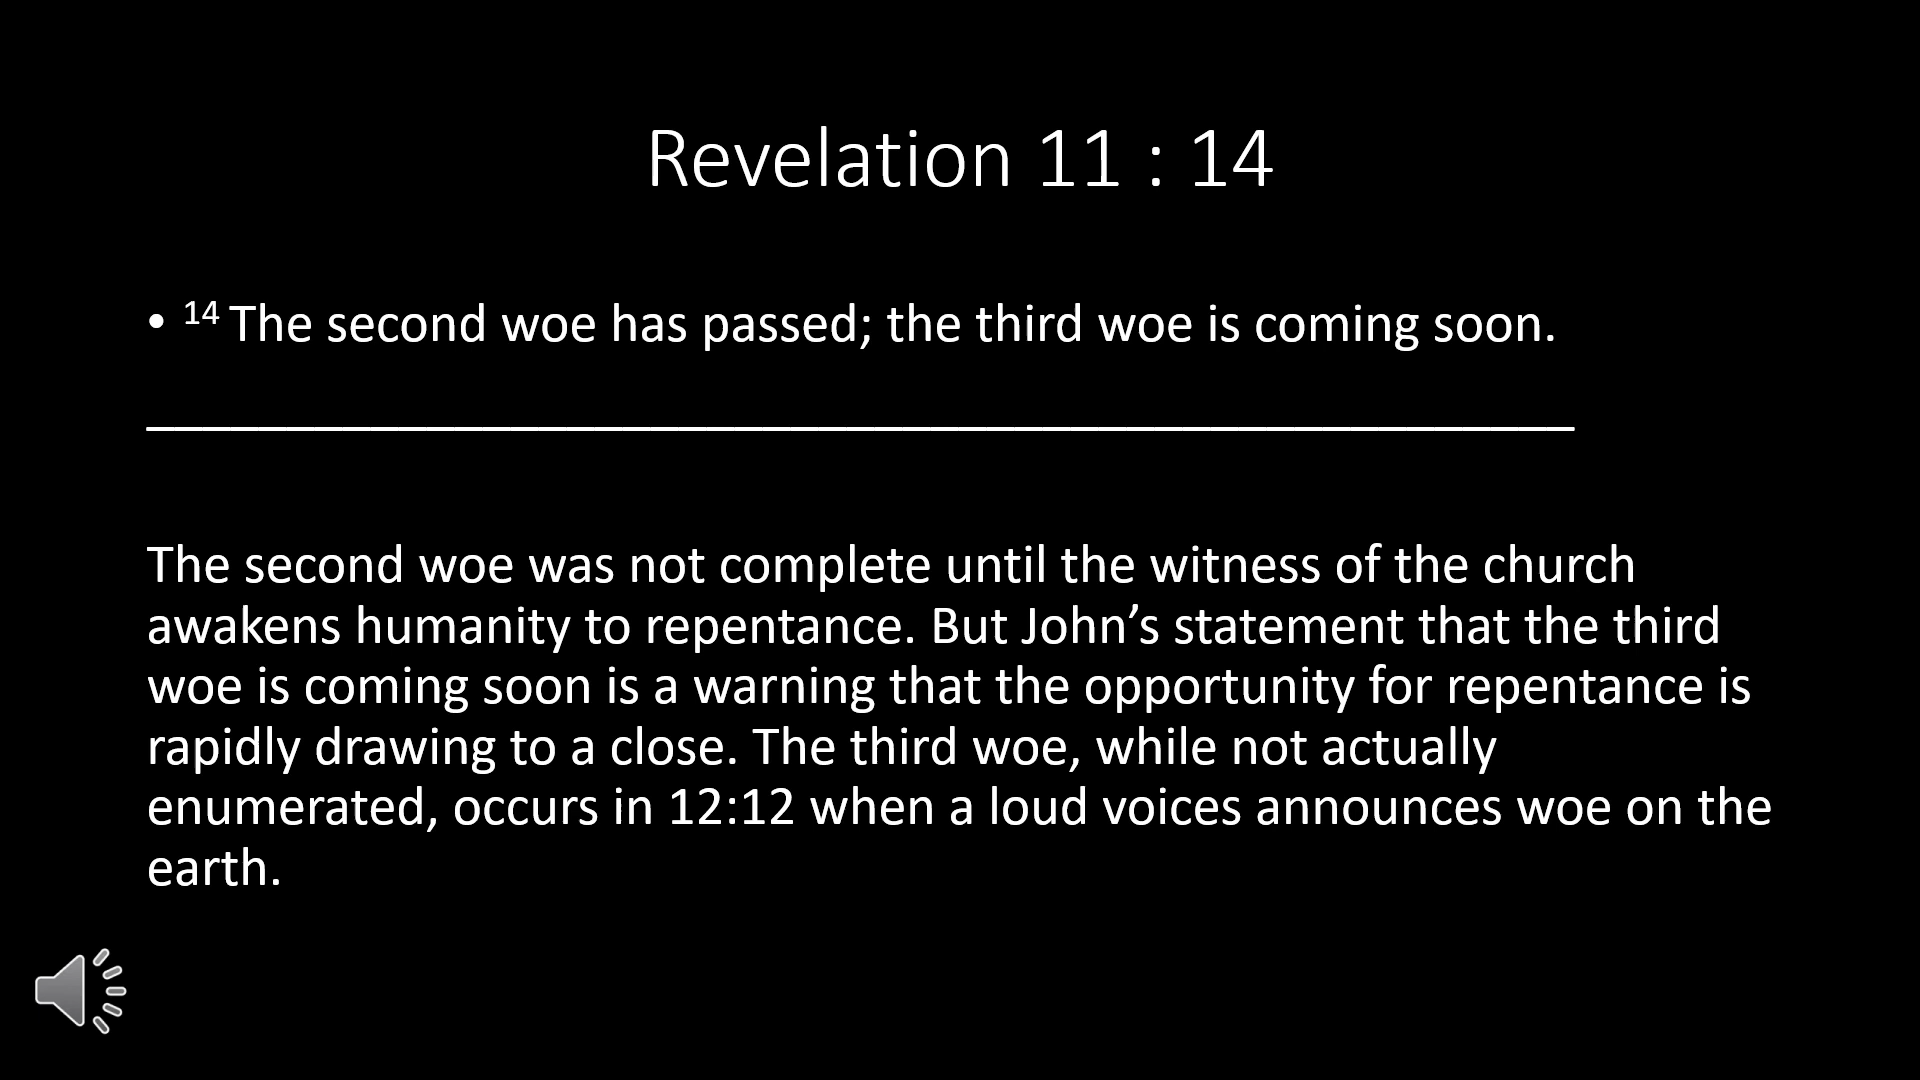 Revelation 11 : 14
• 14 The second woe has passed; the third woe is coming soon.
___________________________________________________
The second woe was not complete until the witness of the church
awakens humanity to repentance. But John’s statement that the third
woe is coming soon is a warning that the opportunity for repentance is
rapidly drawing to a close. The third woe, while not actually
enumerated, occurs in 12:12 when a loud voices announces woe on the
earth.